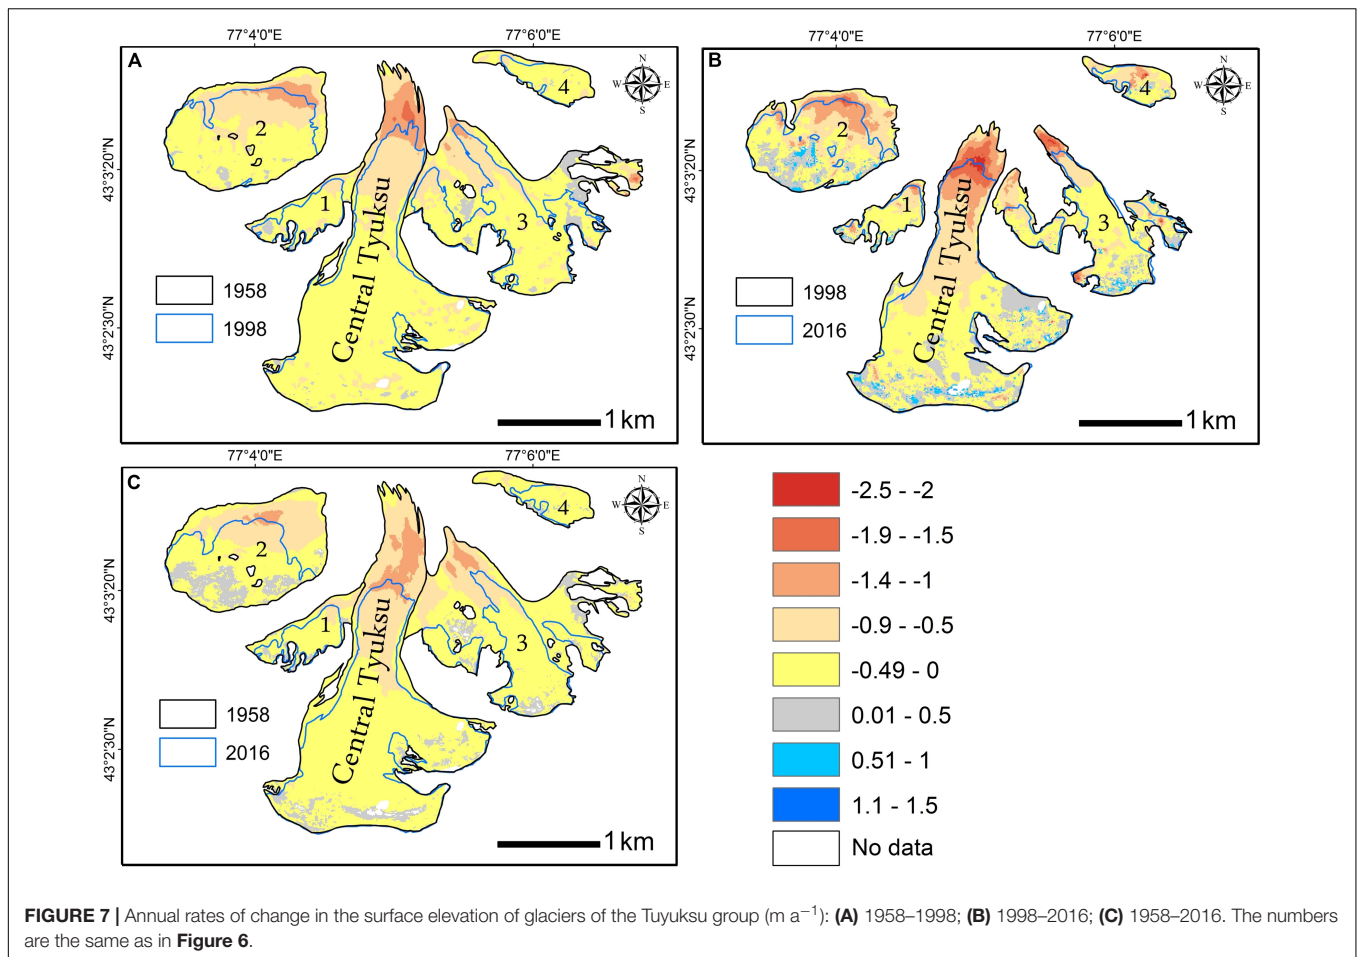 77°4'0"E
77°6'0"E
A
N
W E
S
4
2
43°3'20"N
1
3
Central Tyuksu
1958
1998
43°2'30"N
1 km
77°4'0"E
77°6'0"E
B
N
W E
S
4
2
43°3'20"N
1
3
Central Tyuksu
1998
2016
43°2'30"N
1 km
77°4'0"E
77°6'0"E
C
N
W E
S
4
2
43°3'20"N
1
3
Central Tyuksu
1958
2016
43°2'30"N
1 km
-2.5 - -2
-1.9 - -1.5
-1.4 - -1
-0.9 - -0.5
-0.49 - 0
0.01 - 0.5
0.51 - 1
1.1 - 1.5
No data
FIGURE 7 | Annual rates of change in the surface elevation of glaciers of the Tuyuksu group (m a⁻¹): (A) 1958–1998; (B) 1998–2016; (C) 1958–2016. The numbers
are the same as in Figure 6.